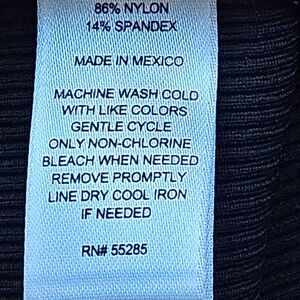 86% NYLON
14% SPANDEX
MADE IN MEXICO
MACHINE WASH COLD
WITH LIKE COLORS
GENTLE CYCLE
ONLY NON-CHLORINE
BLEACH WHEN NEEDED
REMOVE PROMPTLY
LINE DRY COOL IRON
IF NEEDED
RN# 55285